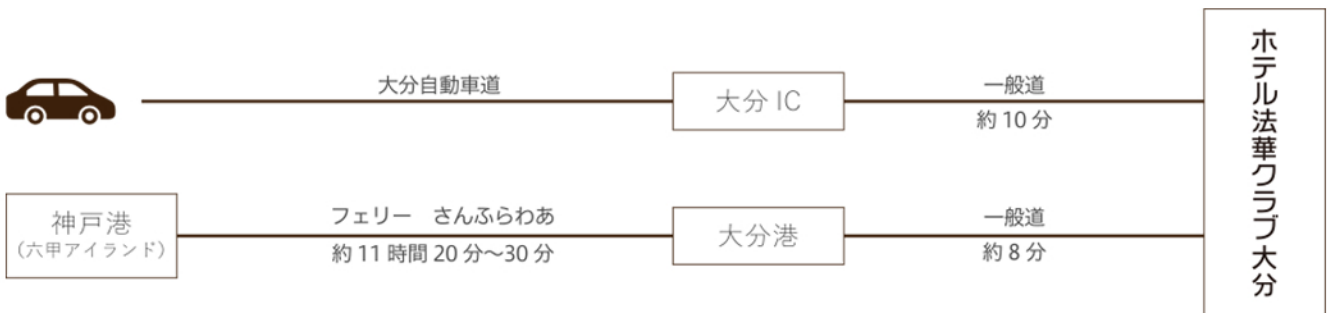 大分自動車道
大分 IC
一般道
約 10 分
神戸港
(六甲アイランド)
フェリー　さんふらわあ
約 11 時間 20 分〜30 分
大分港
一般道
約 8 分
ホテル法華クラブ大分